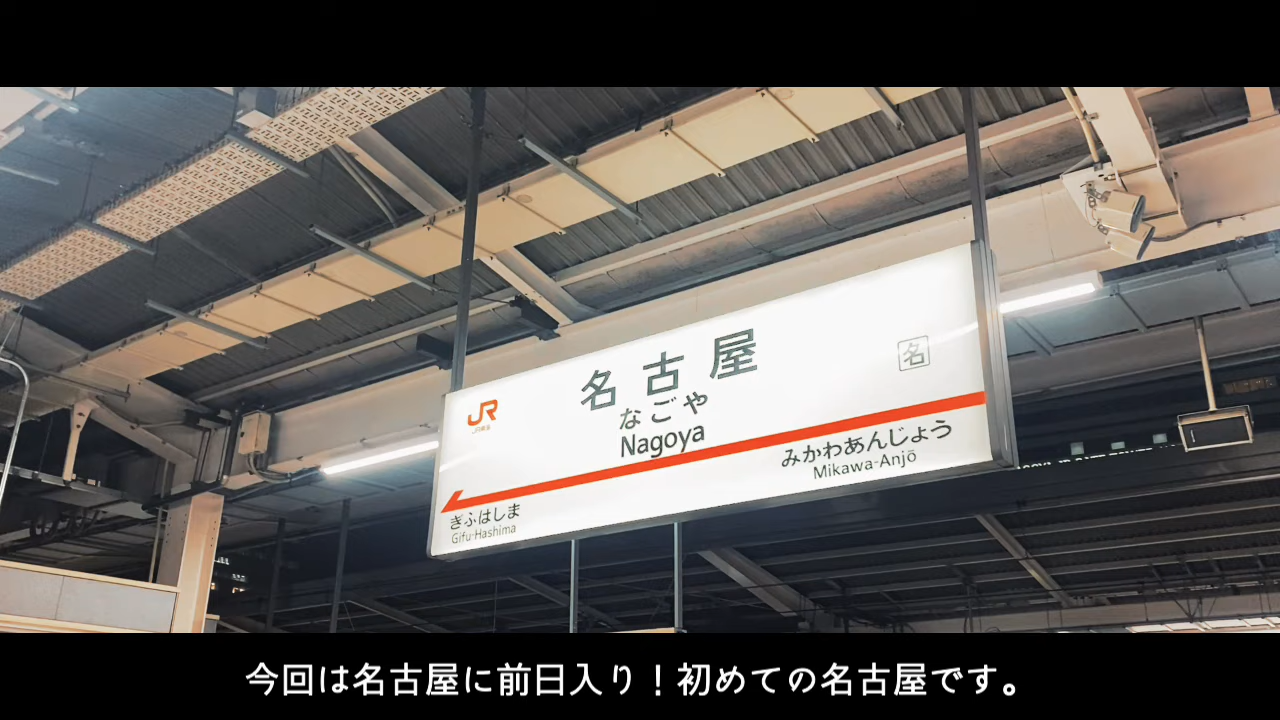 JR
名古屋
名
なごや
Nagoya
みかわあんじょう
Mikawa-Anjō
ぎふはしま
Gifu-Hashima
今回は名古屋に前日入り！初めての名古屋です。